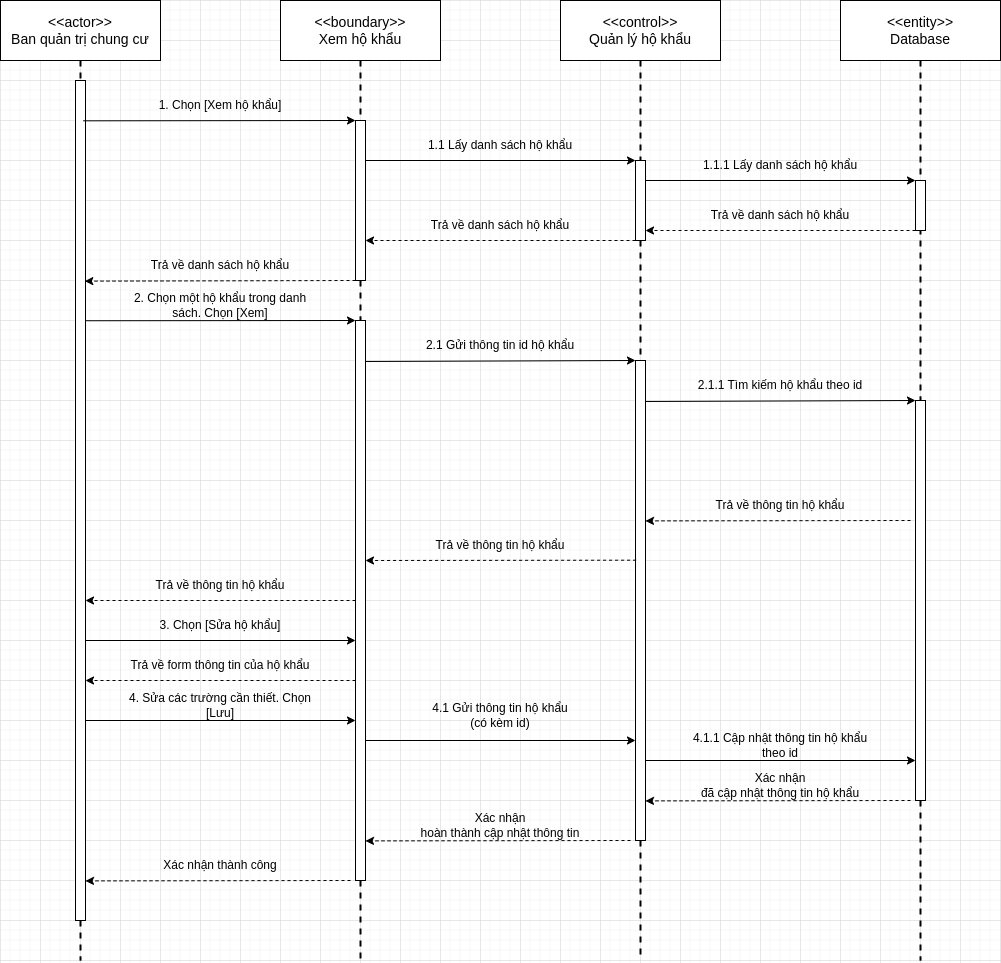 <<actor>>
Ban quản trị chung cư
<<boundary>>
Xem hộ khẩu
<<control>>
Quản lý hộ khẩu
<<entity>>
Database
1. Chọn [Xem hộ khẩu]
1.1 Lấy danh sách hộ khẩu
1.1.1 Lấy danh sách hộ khẩu
Trả về danh sách hộ khẩu
Trả về danh sách hộ khẩu
Trả về danh sách hộ khẩu
2. Chọn một hộ khẩu trong danh
sách. Chọn [Xem]
2.1 Gửi thông tin id hộ khẩu
2.1.1 Tìm kiếm hộ khẩu theo id
Trả về thông tin hộ khẩu
Trả về thông tin hộ khẩu
Trả về thông tin hộ khẩu
3. Chọn [Sửa hộ khẩu]
Trả về form thông tin của hộ khẩu
4. Sửa các trường cần thiết. Chọn
[Lưu]
4.1 Gửi thông tin hộ khẩu
(có kèm id)
4.1.1 Cập nhật thông tin hộ khẩu
theo id
Xác nhận
đã cập nhật thông tin hộ khẩu
Xác nhận
hoàn thành cập nhật thông tin
Xác nhận thành công